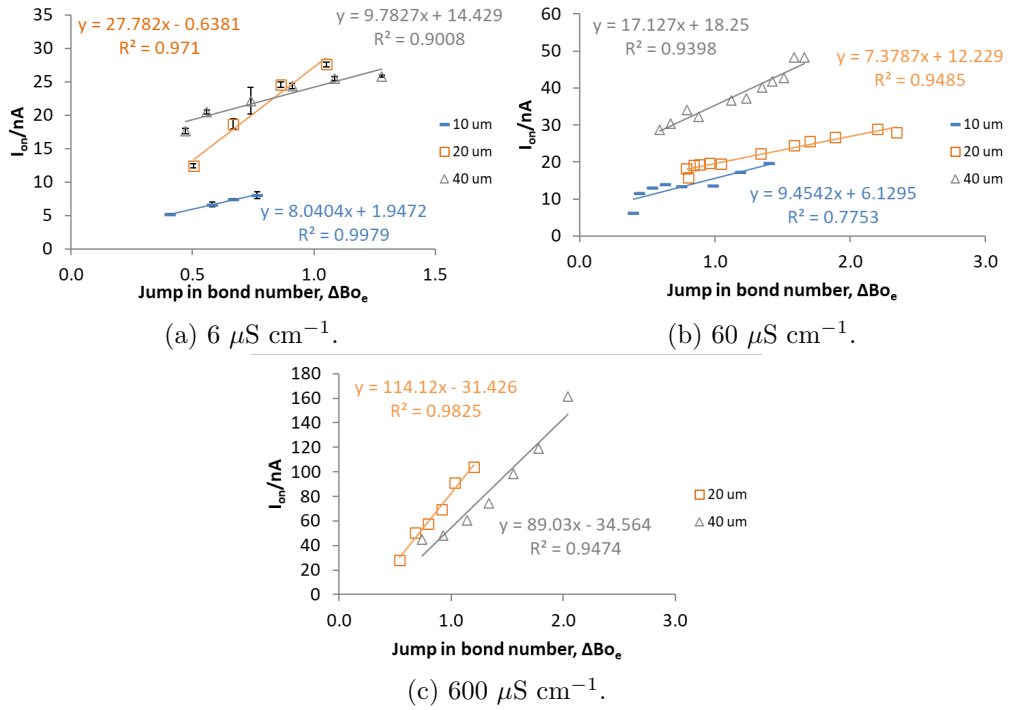 y = 27.782x - 0.6381
R² = 0.971
y = 9.7827x + 14.429
R² = 0.9008
35
30
25
20
15
10
5
0
Ion/nA
10 um
20 um
40 um
y = 8.0404x + 1.9472
R² = 0.9979
0.0 0.5 1.0 1.5
Jump in bond number, ΔBoe
(a) 6 μS cm−1.
60
50
40
30
20
10
0
Ion/nA
y = 17.127x + 18.25
R² = 0.9398
y = 7.3787x + 12.229
R² = 0.9485
10 um
20 um
40 um
y = 9.4542x + 6.1295
R² = 0.7753
0.0 1.0 2.0 3.0
Jump in bond number, ΔBoe
(b) 60 μS cm−1.
180
160
140
120
100
80
60
40
20
0
Ion/nA
y = 114.12x - 31.426
R² = 0.9825
20 um
40 um
y = 89.03x - 34.564
R² = 0.9474
0.0 1.0 2.0 3.0
Jump in bond number, ΔBoe
(c) 600 μS cm−1.